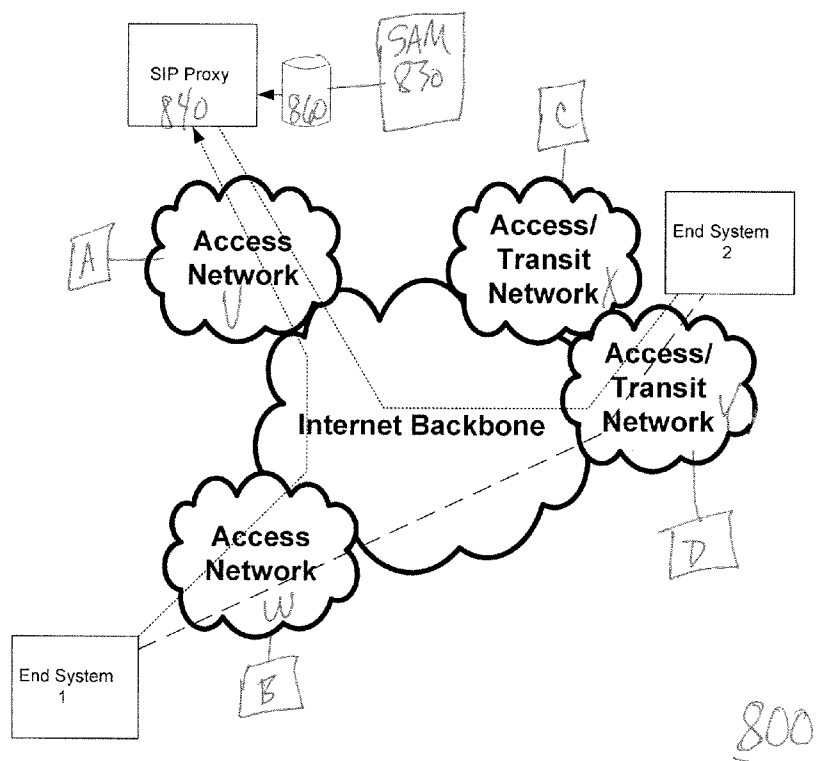 SAM
830
SIP Proxy
840
860
C
A
Access
Network
U
Access/
Transit
Network X
End System
2
Access/
Transit
Network Y
Internet Backbone
Access
Network
W
D
End System
1
B
800